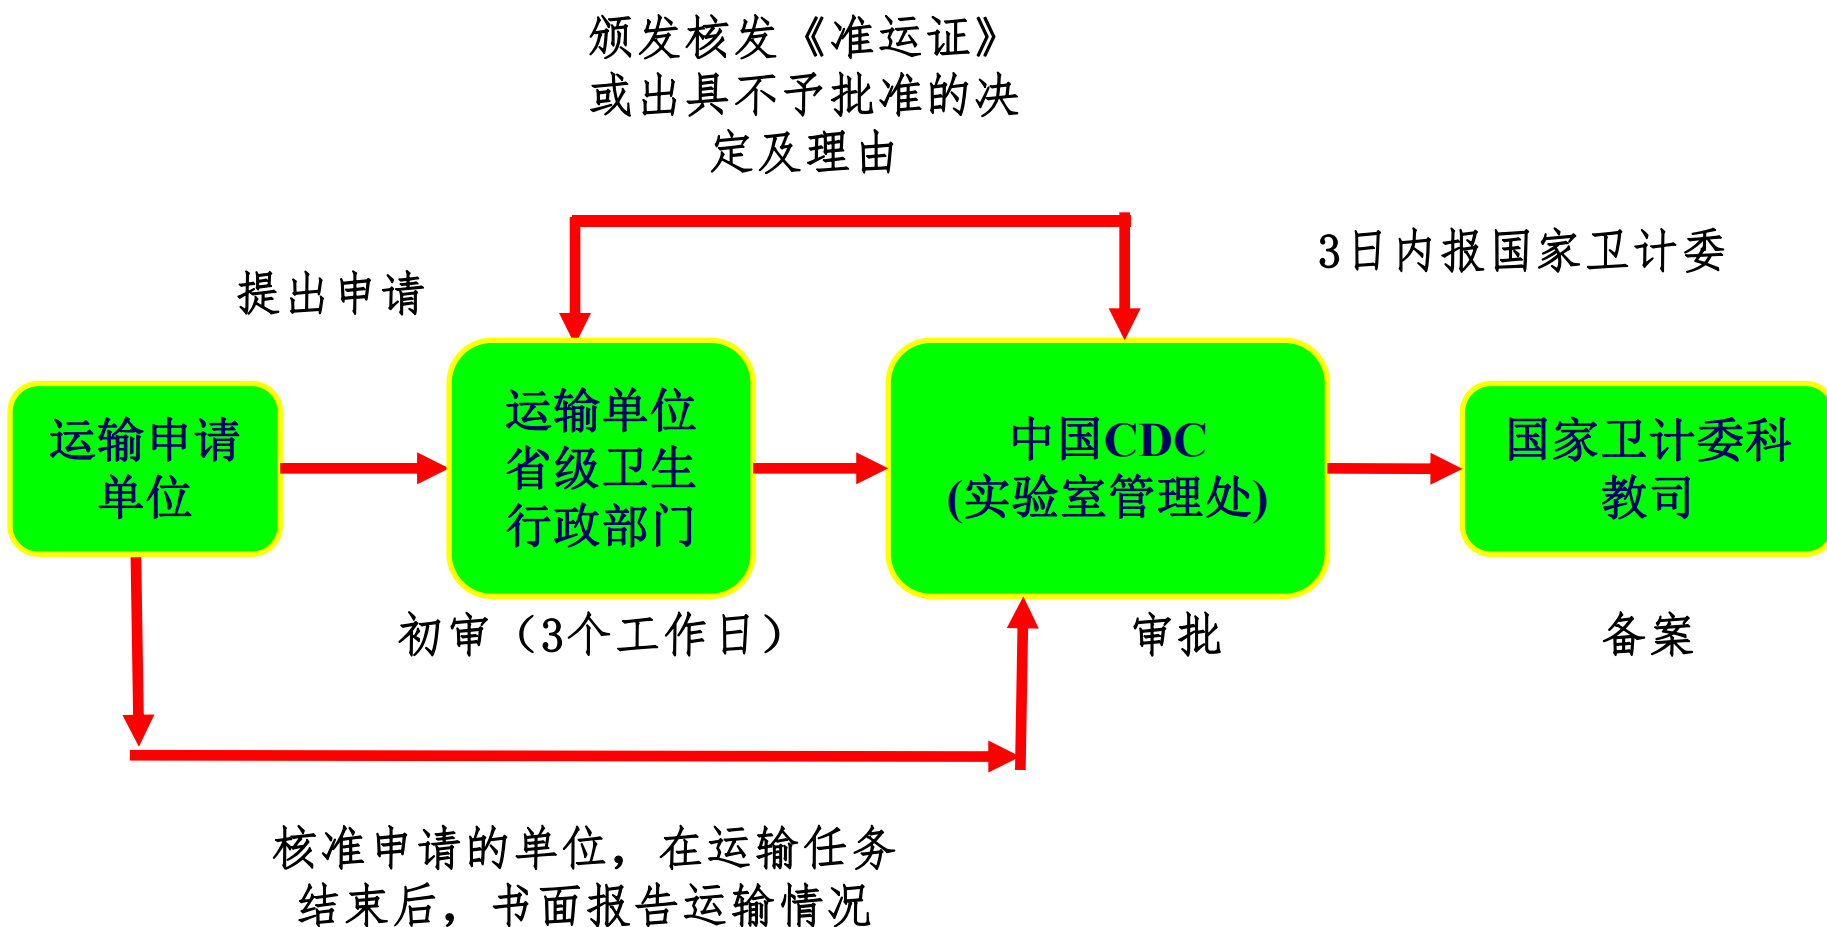 颁发核发《准运证》
或出具不予批准的决
定及理由
3日内报国家卫计委
提出申请
运输申请
单位
运输单位
省级卫生
行政部门
中国CDC
(实验室管理处)
国家卫计委科
教司
初审（3个工作日）
审批
备案
核准申请的单位，在运输任务
结束后，书面报告运输情况